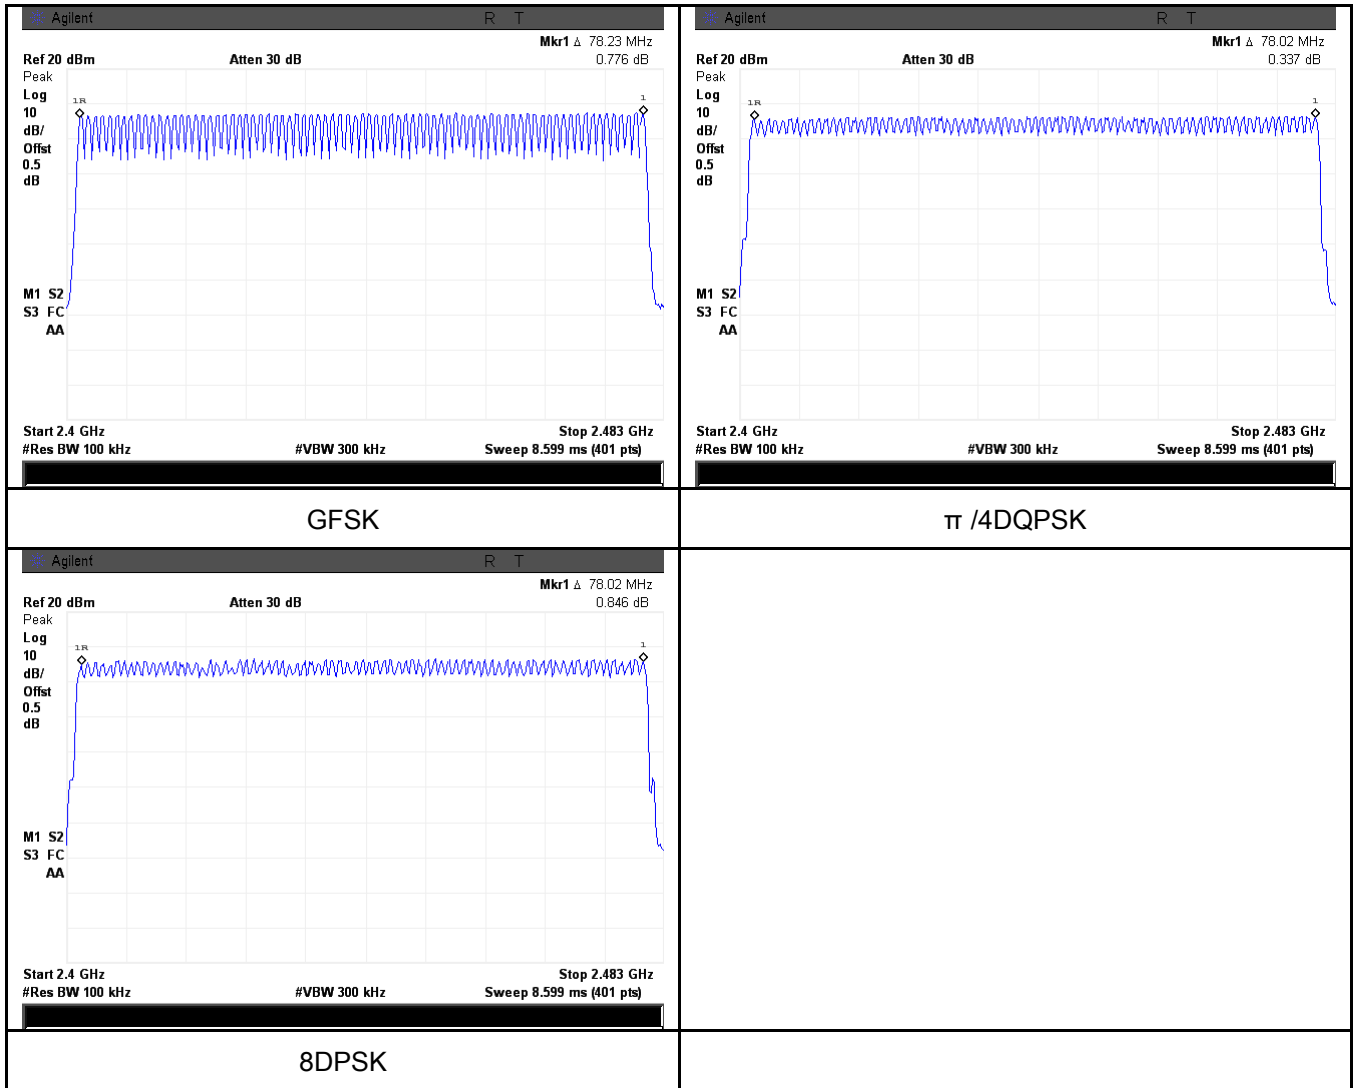 Agilent R T
Mkr1 Δ 78.23 MHz
Ref 20 dBm Atten 30 dB 0.776 dB
Peak
Log
10
dB/
Offst
0.5
dB
1R 1
M1 S2
S3 FC
AA
Start 2.4 GHz Stop 2.483 GHz
#Res BW 100 kHz #VBW 300 kHz Sweep 8.599 ms (401 pts)
GFSK
Agilent R T
Mkr1 Δ 78.02 MHz
Ref 20 dBm Atten 30 dB 0.337 dB
Peak
Log
10
dB/
Offst
0.5
dB
1R 1
M1 S2
S3 FC
AA
Start 2.4 GHz Stop 2.483 GHz
#Res BW 100 kHz #VBW 300 kHz Sweep 8.599 ms (401 pts)
π /4DQPSK
Agilent R T
Mkr1 Δ 78.02 MHz
Ref 20 dBm Atten 30 dB 0.846 dB
Peak
Log
10
dB/
Offst
0.5
dB
1R 1
M1 S2
S3 FC
AA
Start 2.4 GHz Stop 2.483 GHz
#Res BW 100 kHz #VBW 300 kHz Sweep 8.599 ms (401 pts)
8DPSK